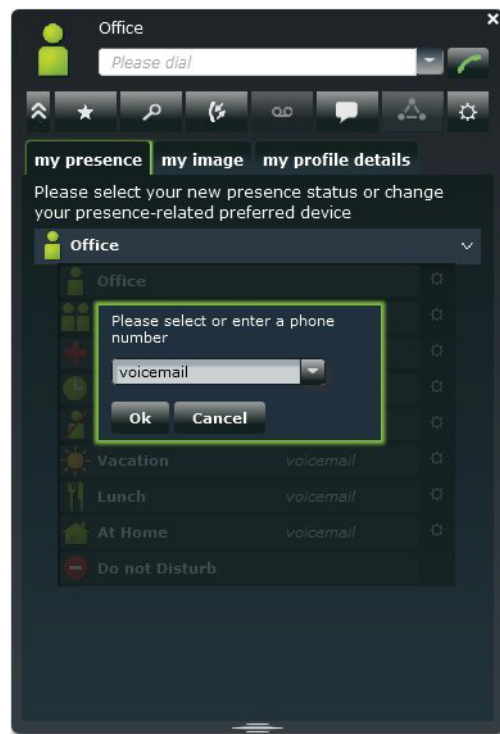 Office
Please dial
my presence my image my profile details
Please select your new presence status or change
your presence-related preferred device
Office
Office
Please select or enter a phone
number
voicemail
Ok Cancel
Vacation voicemail
Lunch voicemail
At Home voicemail
Do not Disturb